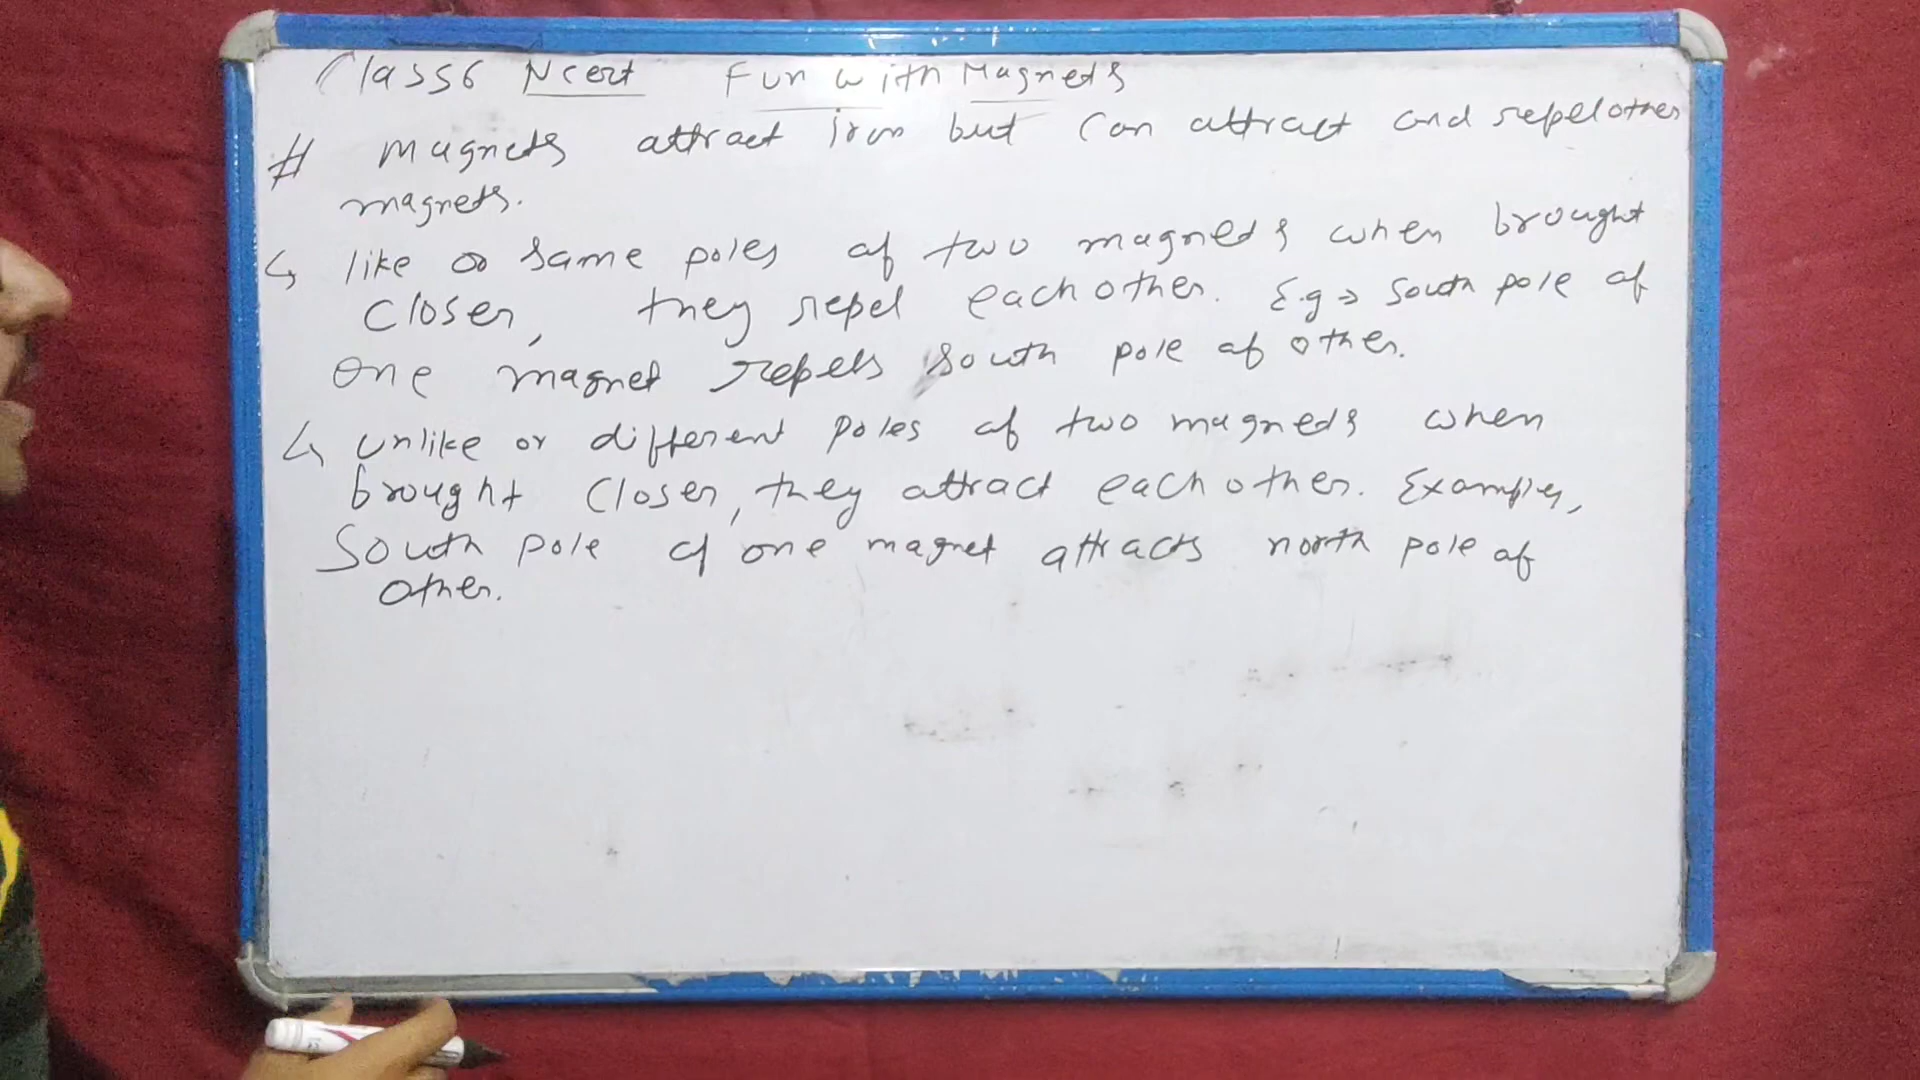 Class 6 Ncert Fun with Magnets
# magnets attract iron but can attract and repel other
magnets.
↳ like or same poles of two magnets when brought
closer, they repel each other. E.g → South pole of
one magnet repels south pole of other.
↳ unlike or different poles of two magnets when
brought closer, they attract each other. Examples,
South pole of one magnet attracts north pole of
other.